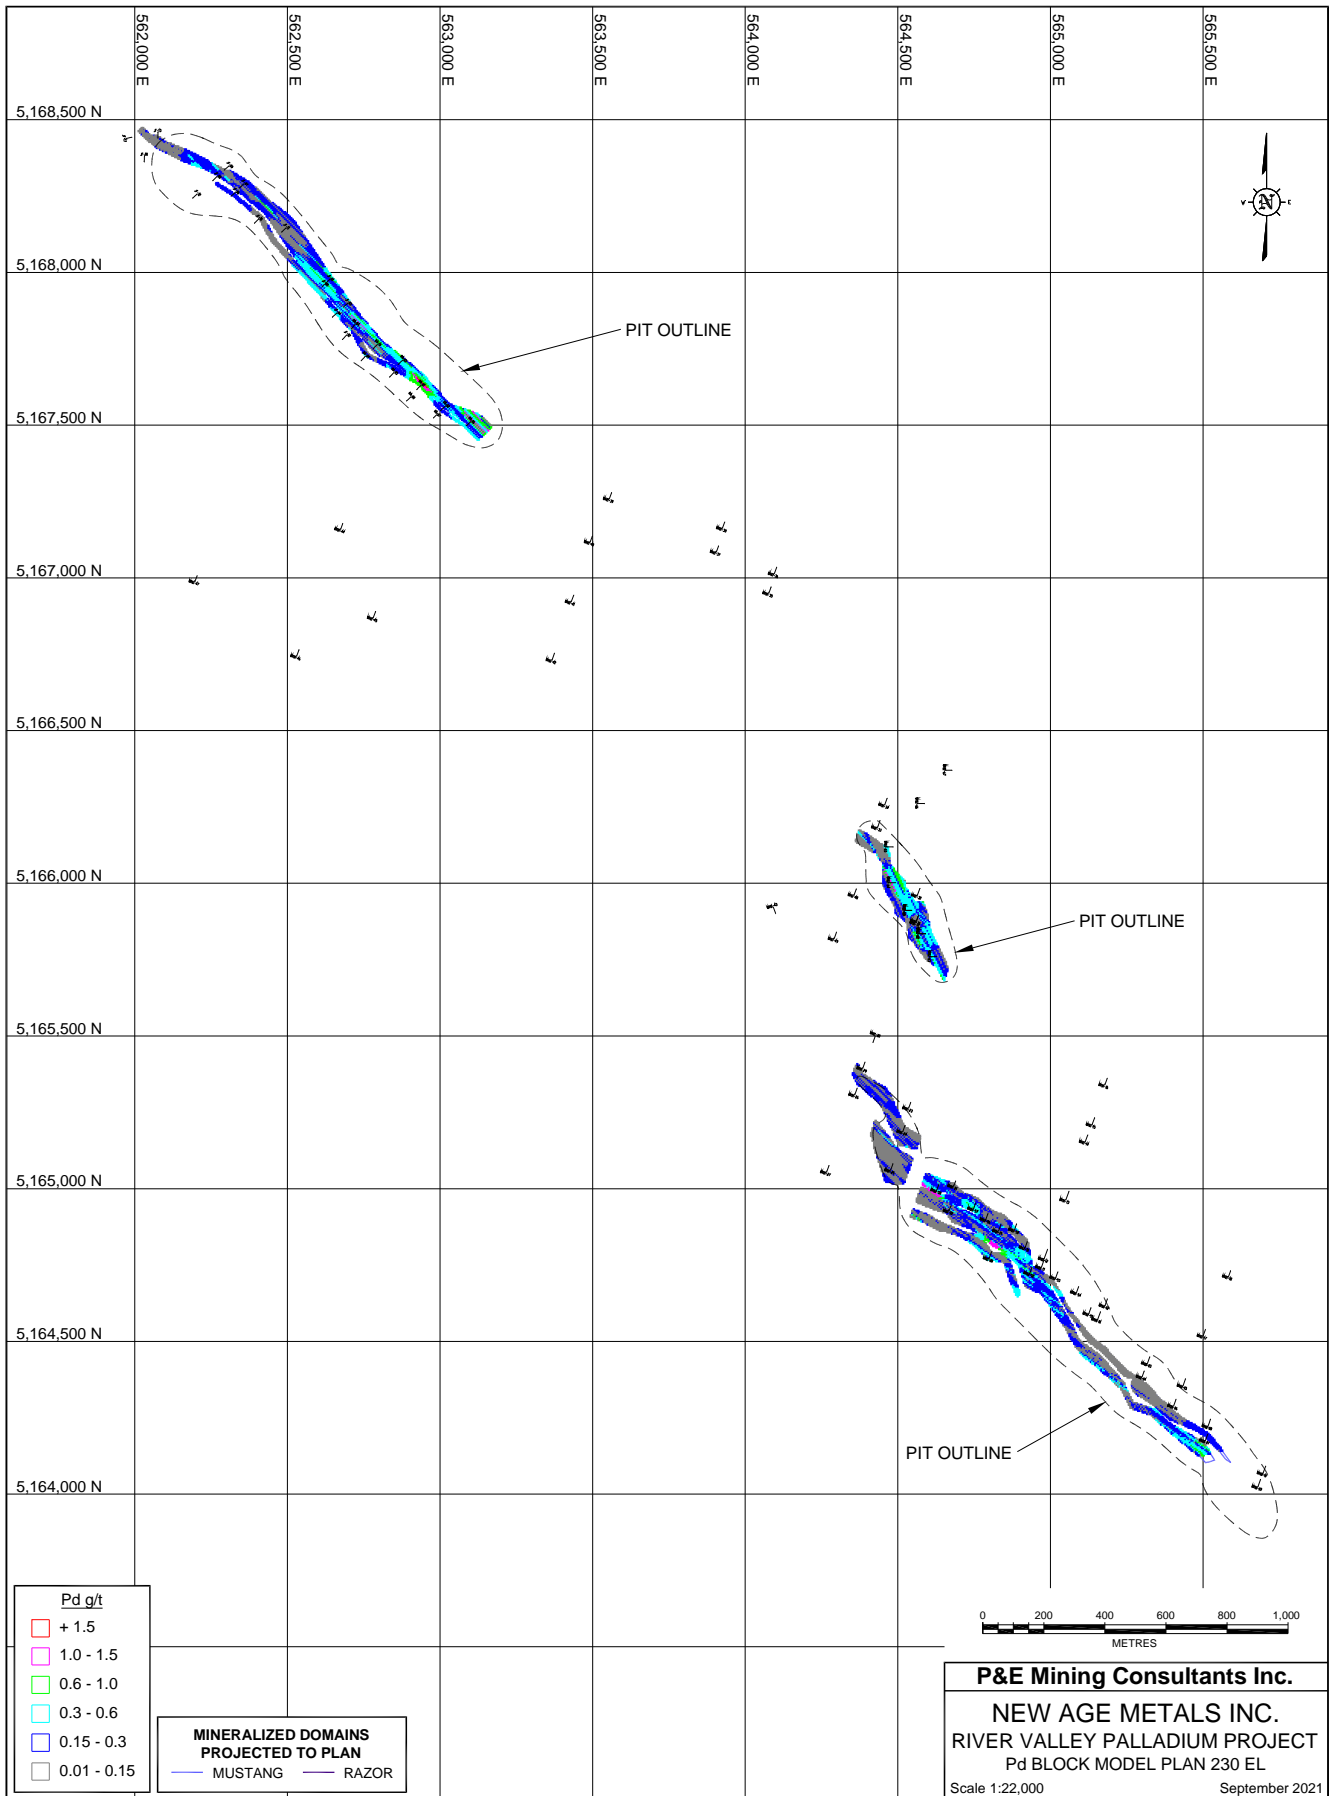 562,000 E
562,500 E
563,000 E
563,500 E
564,000 E
564,500 E
565,000 E
565,500 E
5,168,500 N
N
5,168,000 N
PIT OUTLINE
5,167,500 N
5,167,000 N
5,166,500 N
5,166,000 N
PIT OUTLINE
5,165,500 N
5,165,000 N
5,164,500 N
PIT OUTLINE
5,164,000 N
Pd g/t
+ 1.5
1.0 - 1.5
0.6 - 1.0
0.3 - 0.6
0.15 - 0.3
0.01 - 0.15
MINERALIZED DOMAINS
PROJECTED TO PLAN
MUSTANG RAZOR
0 200 400 600 800 1,000
METRES
P&E Mining Consultants Inc.
NEW AGE METALS INC.
RIVER VALLEY PALLADIUM PROJECT
Pd BLOCK MODEL PLAN 230 EL
Scale 1:22,000 September 2021